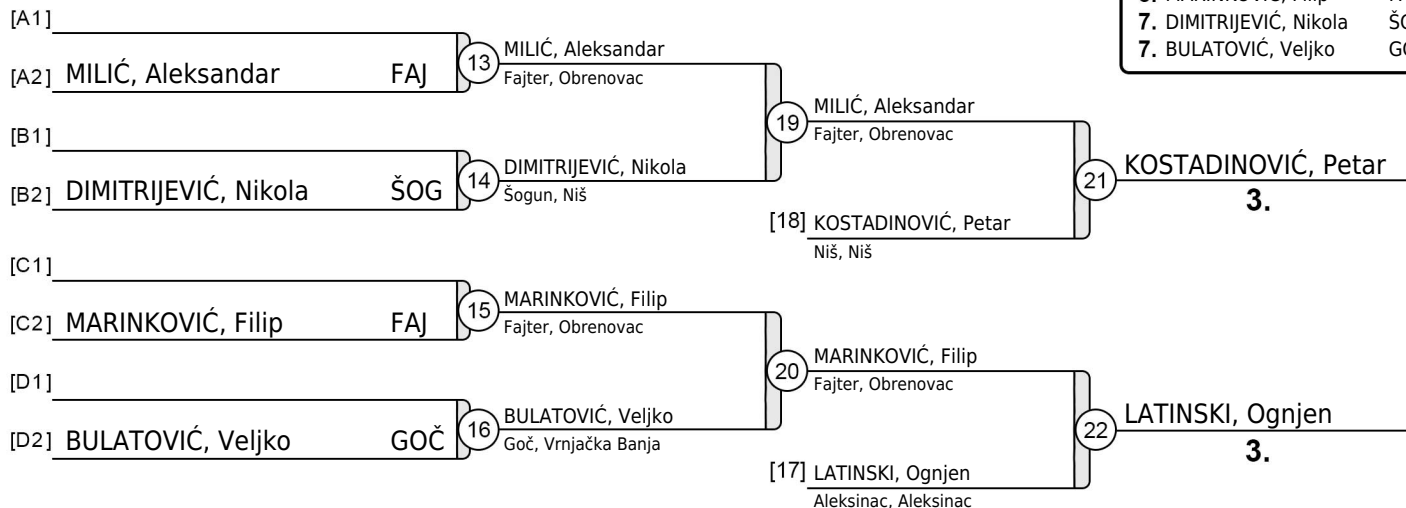 7. DIMITRIJEVIĆ, Nikola
7. BULATOVIĆ, Veljko
[A1]
[A2] MILIĆ, Aleksandar FAJ
13
MILIĆ, Aleksandar
Fajter, Obrenovac
[B1]
[B2] DIMITRIJEVIĆ, Nikola ŠOG
14
DIMITRIJEVIĆ, Nikola
Šogun, Niš
19
MILIĆ, Aleksandar
Fajter, Obrenovac
[18] KOSTADINOVIĆ, Petar
Niš, Niš
21
KOSTADINOVIĆ, Petar
3.
[C1]
[C2] MARINKOVIĆ, Filip FAJ
15
MARINKOVIĆ, Filip
Fajter, Obrenovac
[D1]
[D2] BULATOVIĆ, Veljko GOČ
16
BULATOVIĆ, Veljko
Goč, Vrnjačka Banja
20
MARINKOVIĆ, Filip
Fajter, Obrenovac
[17] LATINSKI, Ognjen
Aleksinac, Aleksinac
22
LATINSKI, Ognjen
3.